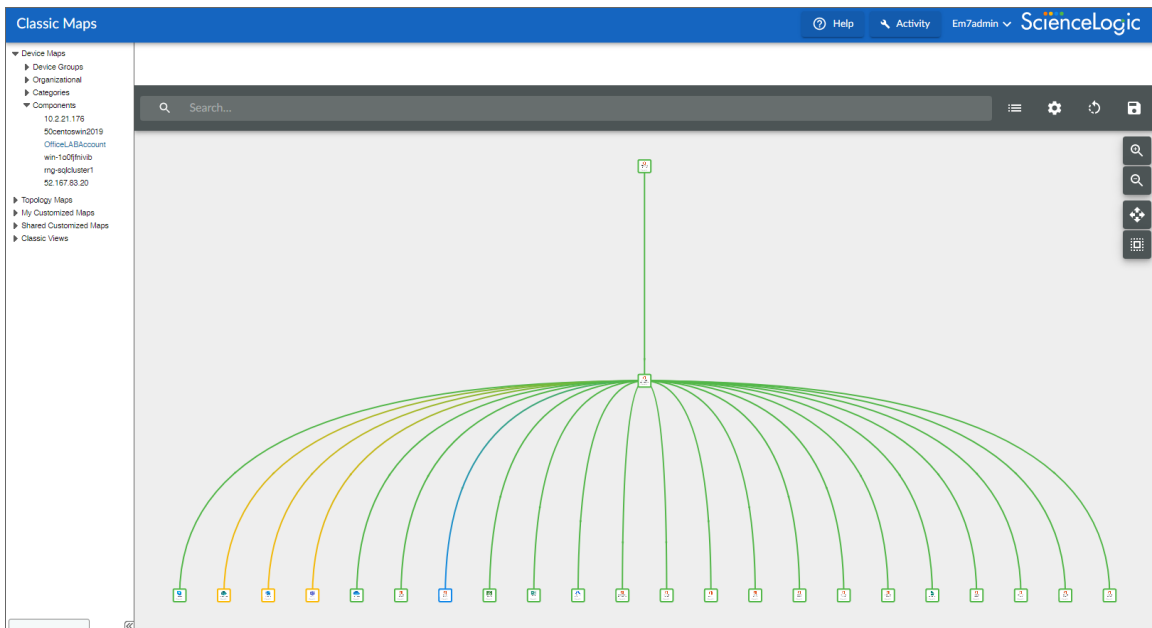 Classic Maps
Help
Activity
Em7admin
ScienceLogic
Device Maps
Device Groups
Organizational
Categories
Components
10.2.21.176
50centoswin2019
OfficeLABAccount
win-1o0fjfnivib
rng-sqlcluster1
52.167.83.20
Topology Maps
My Customized Maps
Shared Customized Maps
Classic Views
Search...